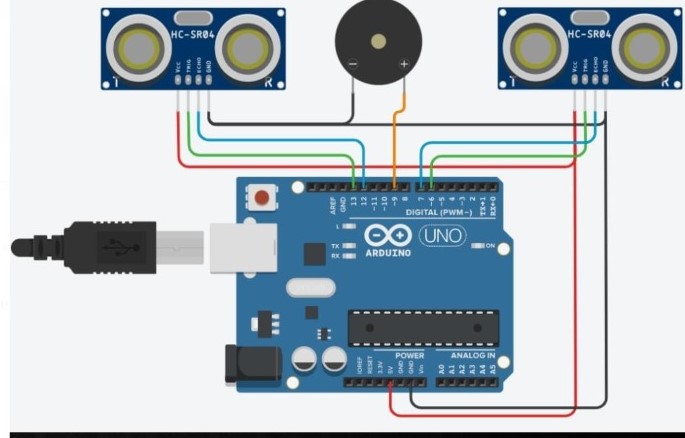 HC-SR04
T
R
VCC
TRIG
ECHO
GND
HC-SR04
T
R
VCC
TRIG
ECHO
GND
AREF
GND
13
12
~11
~10
~9
8
7
~6
~5
~4
~3
2
TX→1
RX←0
DIGITAL (PWM~)
L
TX
RX
UNO
ARDUINO
ON
POWER
ANALOG IN
IOREF
RESET
3.3V
5V
GND
GND
Vin
A0
A1
A2
A3
A4
A5